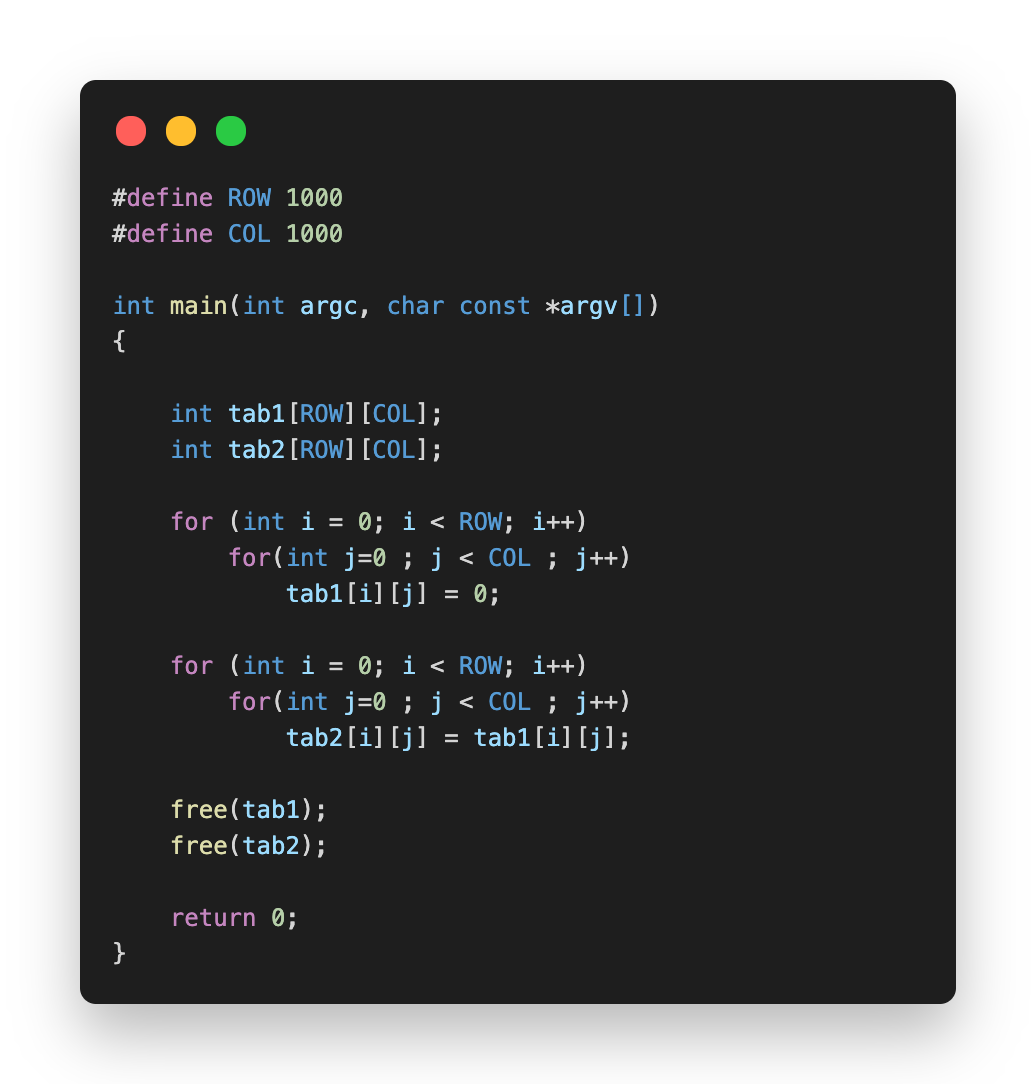 #define ROW 1000
#define COL 1000
int main(int argc, char const *argv[])
{
int tab1[ROW][COL];
int tab2[ROW][COL];
for (int i = 0; i < ROW; i++)
for(int j=0 ; j < COL ; j++)
tab1[i][j] = 0;
for (int i = 0; i < ROW; i++)
for(int j=0 ; j < COL ; j++)
tab2[i][j] = tab1[i][j];
free(tab1);
free(tab2);
return 0;
}